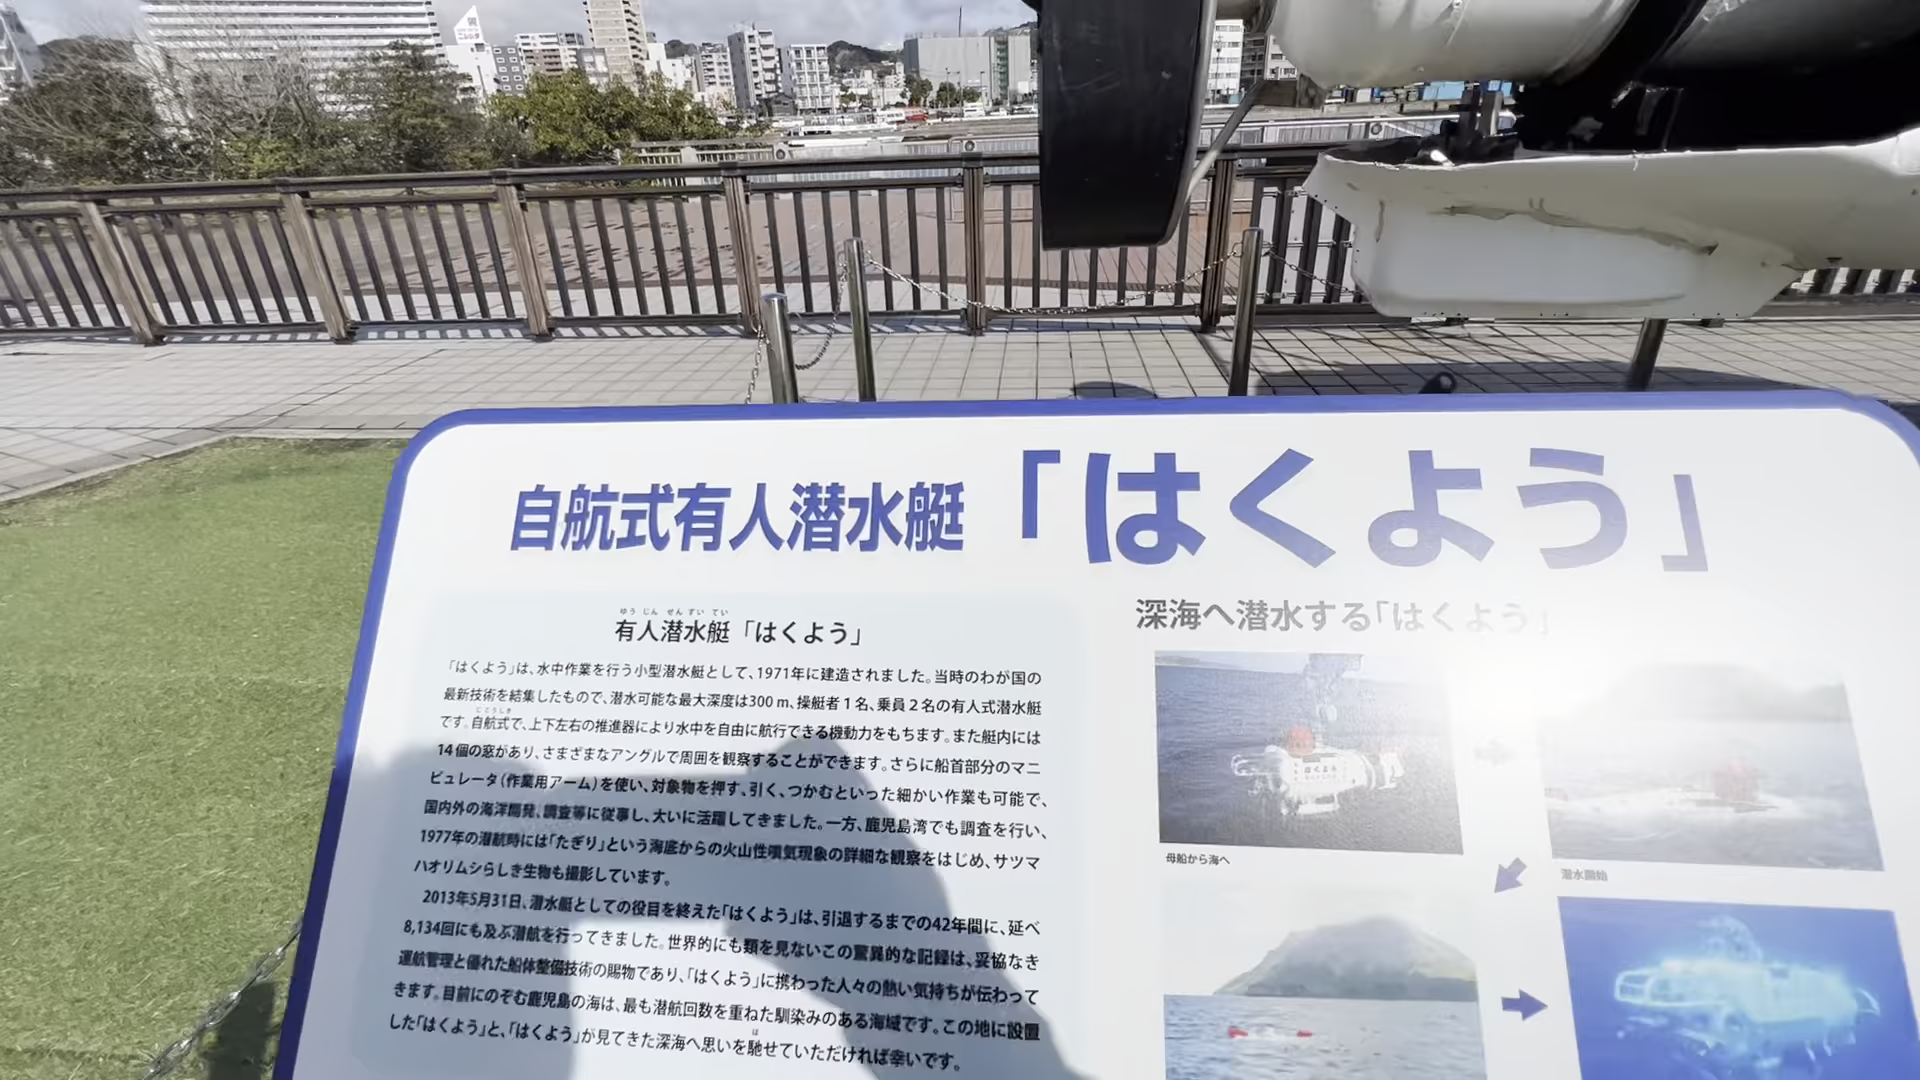 自航式有人潜水艇「はくよう」
ゆう じん せん すい てい
有人潜水艇「はくよう」
「はくよう」は、水中作業を行う小型潜水艇として、1971年に建造されました。当時のわが国の
最新技術を結集したもので、潜水可能な最大深度は300 m、操艇者1名、乗員2名の有人式潜水艇
じこうしき
です。自航式で、上下左右の推進器により水中を自由に航行できる機動力をもちます。また艇内には
14個の窓があり、さまざまなアングルで周囲を観察することができます。さらに船首部分のマニ
ピュレータ(作業用アーム)を使い、対象物を押す、引く、つかむといった細かい作業も可能で、
国内外の海洋開発、調査等に従事し、大いに活躍してきました。一方、鹿児島湾でも調査を行い、
1977年の潜航時には「たぎり」という海底からの火山性噴気現象の詳細な観察をはじめ、サツマ
ハオリムシらしき生物も撮影しています。
2013年5月31日、潜水艇としての役目を終えた「はくよう」は、引退するまでの42年間に、延べ
8,134回にも及ぶ潜航を行ってきました。世界的にも類を見ないこの驚異的な記録は、妥協なき
運航管理と優れた船体整備技術の賜物であり、「はくよう」に携わった人々の熱い気持ちが伝わって
きます。目前にのぞむ鹿児島の海は、最も潜航回数を重ねた馴染みのある海域です。この地に設置
は
した「はくよう」と、「はくよう」が見てきた深海へ思いを馳せていただければ幸いです。
深海へ潜水する「はくよう」
はくよう
母船から海へ
潜水開始